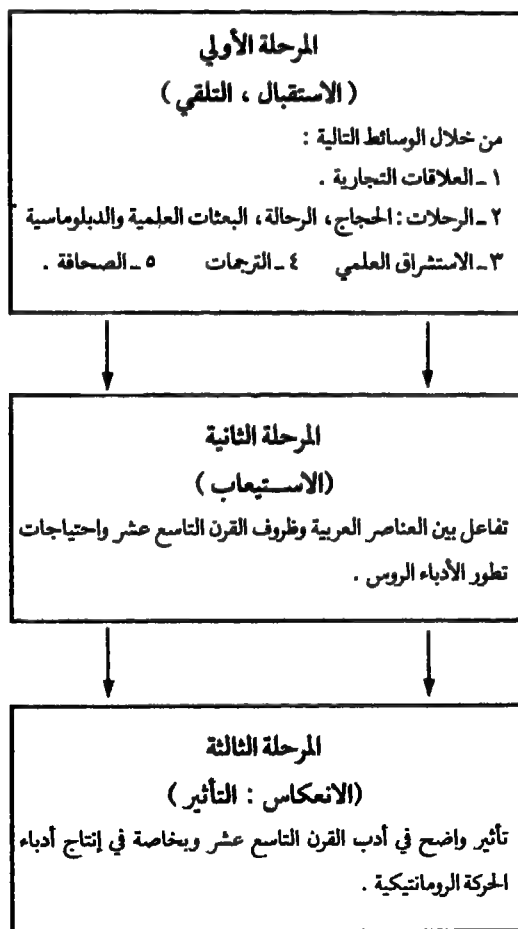 المرحلة الأولي
( الاستقبال ، التلقي )
من خلال الوسائط التالية :
١ ـ العلاقات التجارية .
٢ ـ الرحلات : الحجاج ، الرحالة ، البعثات العلمية والدبلوماسية
٣ ـ الاستشراق العلمي ٤ ـ الترجمات ٥ ـ الصحافة .
المرحلة الثانية
(الاستيعاب )
تفاعل بين العناصر العربية وظروف القرن التاسع عشر واحتياجات
تطور الأدباء الروس .
المرحلة الثالثة
(الانعكاس : التأثير )
تأثير واضح في أدب القرن التاسع عشر وبخاصة في إنتاج أدباء
الحركة الرومانتيكية .